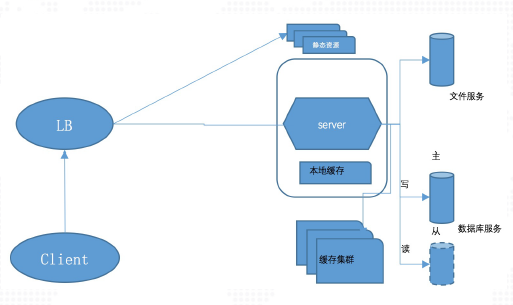 静态资源
文件服务
LB
server
主
本地缓存
写
从
数据库服务
读
Client
缓存集群